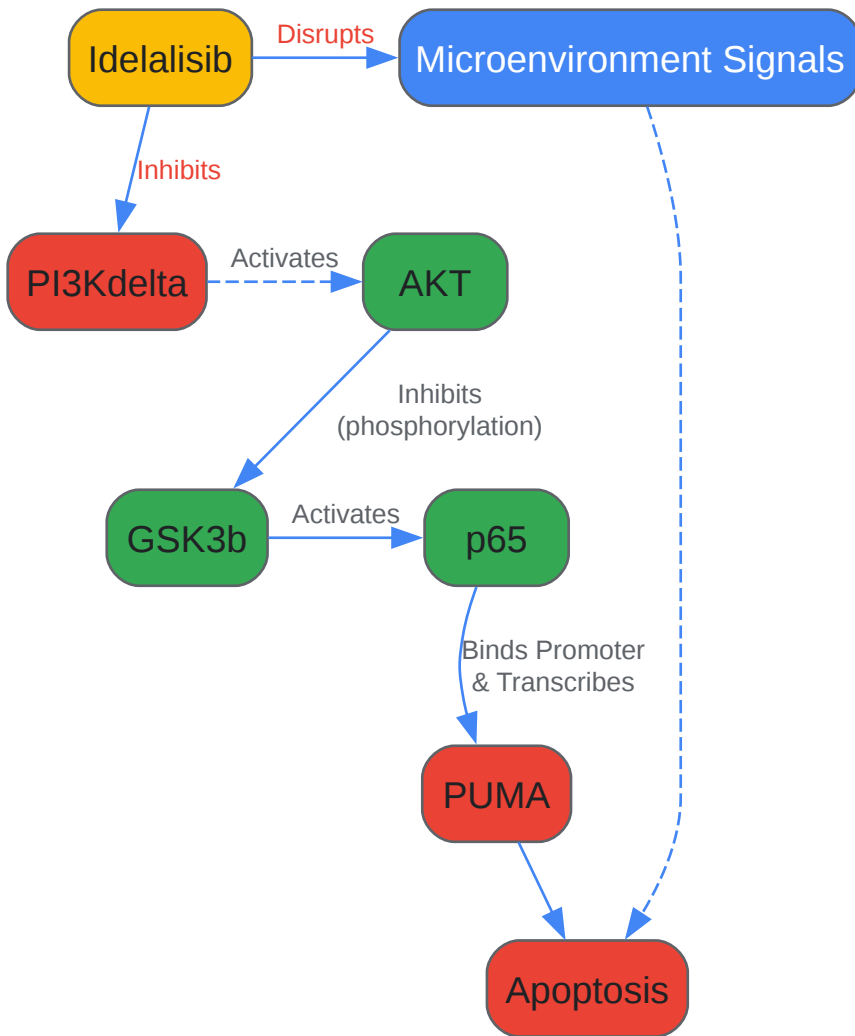 Idelalisib
Disrupts
Microenvironment Signals
Inhibits
PI3Kdelta
Activates
AKT
Inhibits
(phosphorylation)
GSK3b
Activates
p65
Binds Promoter
& Transcribes
PUMA
Apoptosis